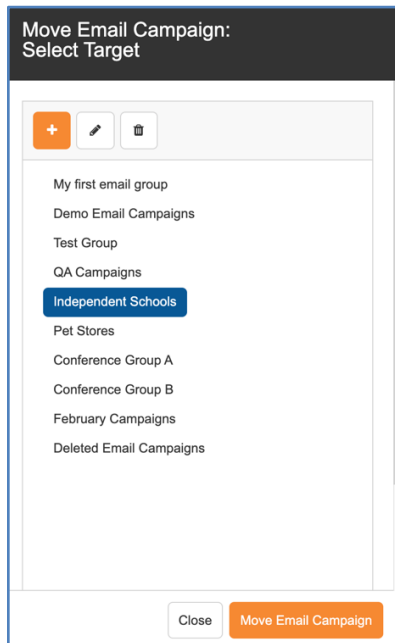 Move Email Campaign:
Select Target
My first email group
Demo Email Campaigns
Test Group
QA Campaigns
Independent Schools
Pet Stores
Conference Group A
Conference Group B
February Campaigns
Deleted Email Campaigns
Close Move Email Campaign